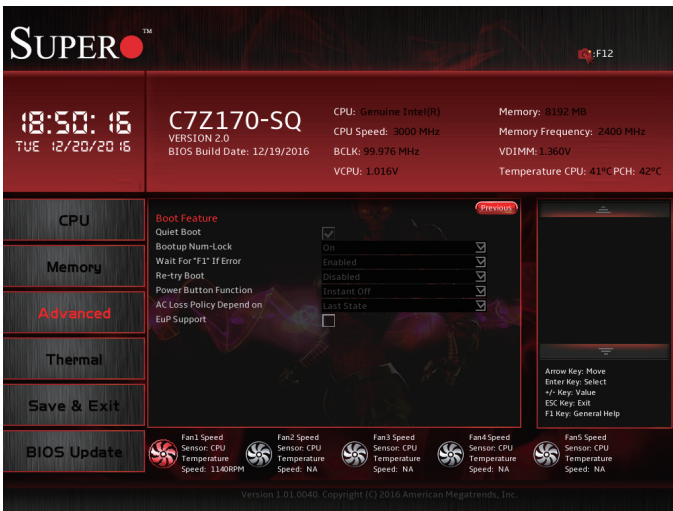 SUPER TM
:F12
18:50:16
TUE 12/20/2016
C7Z170-SQ
VERSION 2.0
BIOS Build Date: 12/19/2016
CPU: Genuine Intel(R)
CPU Speed: 3000 MHz
BCLK: 99.976 MHz
VCPU: 1.016V
Memory: 8192 MB
Memory Frequency: 2400 MHz
VDIMM: 1.360V
Temperature CPU: 41°C PCH: 42°C
CPU
Memory
Advanced
Thermal
Save & Exit
BIOS Update
Previous
Boot Feature
Quiet Boot
Bootup Num-Lock On
Wait For "F1" If Error Enabled
Re-try Boot Disabled
Power Button Function Instant Off
AC Loss Policy Depend on Last State
EuP Support
Arrow Key: Move
Enter Key: Select
+/- Key: Value
ESC Key: Exit
F1 Key: General Help
Fan1 Speed
Sensor: CPU
Temperature
Speed: 1140RPM
Fan2 Speed
Sensor: CPU
Temperature
Speed: NA
Fan3 Speed
Sensor: CPU
Temperature
Speed: NA
Fan4 Speed
Sensor: CPU
Temperature
Speed: NA
Fan5 Speed
Sensor: CPU
Temperature
Speed: NA
Version 1.01.0040. Copyright (C) 2016 American Megatrends, Inc.